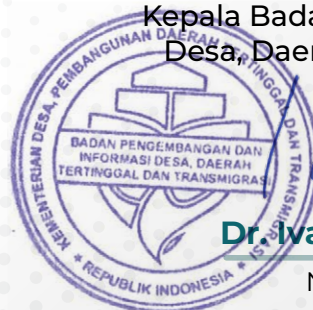 Kepala Bada
Desa, Daer
KEMENTERIAN DESA, PEMBANGUNAN DAERAH TERTINGGAL DAN TRANSMIGRASI
BADAN PENGEMBANGAN DAN
INFORMASI DESA, DAERAH
TERTINGGAL DAN TRANSMIGRASI
REPUBLIK INDONESIA
Dr. Iva
N